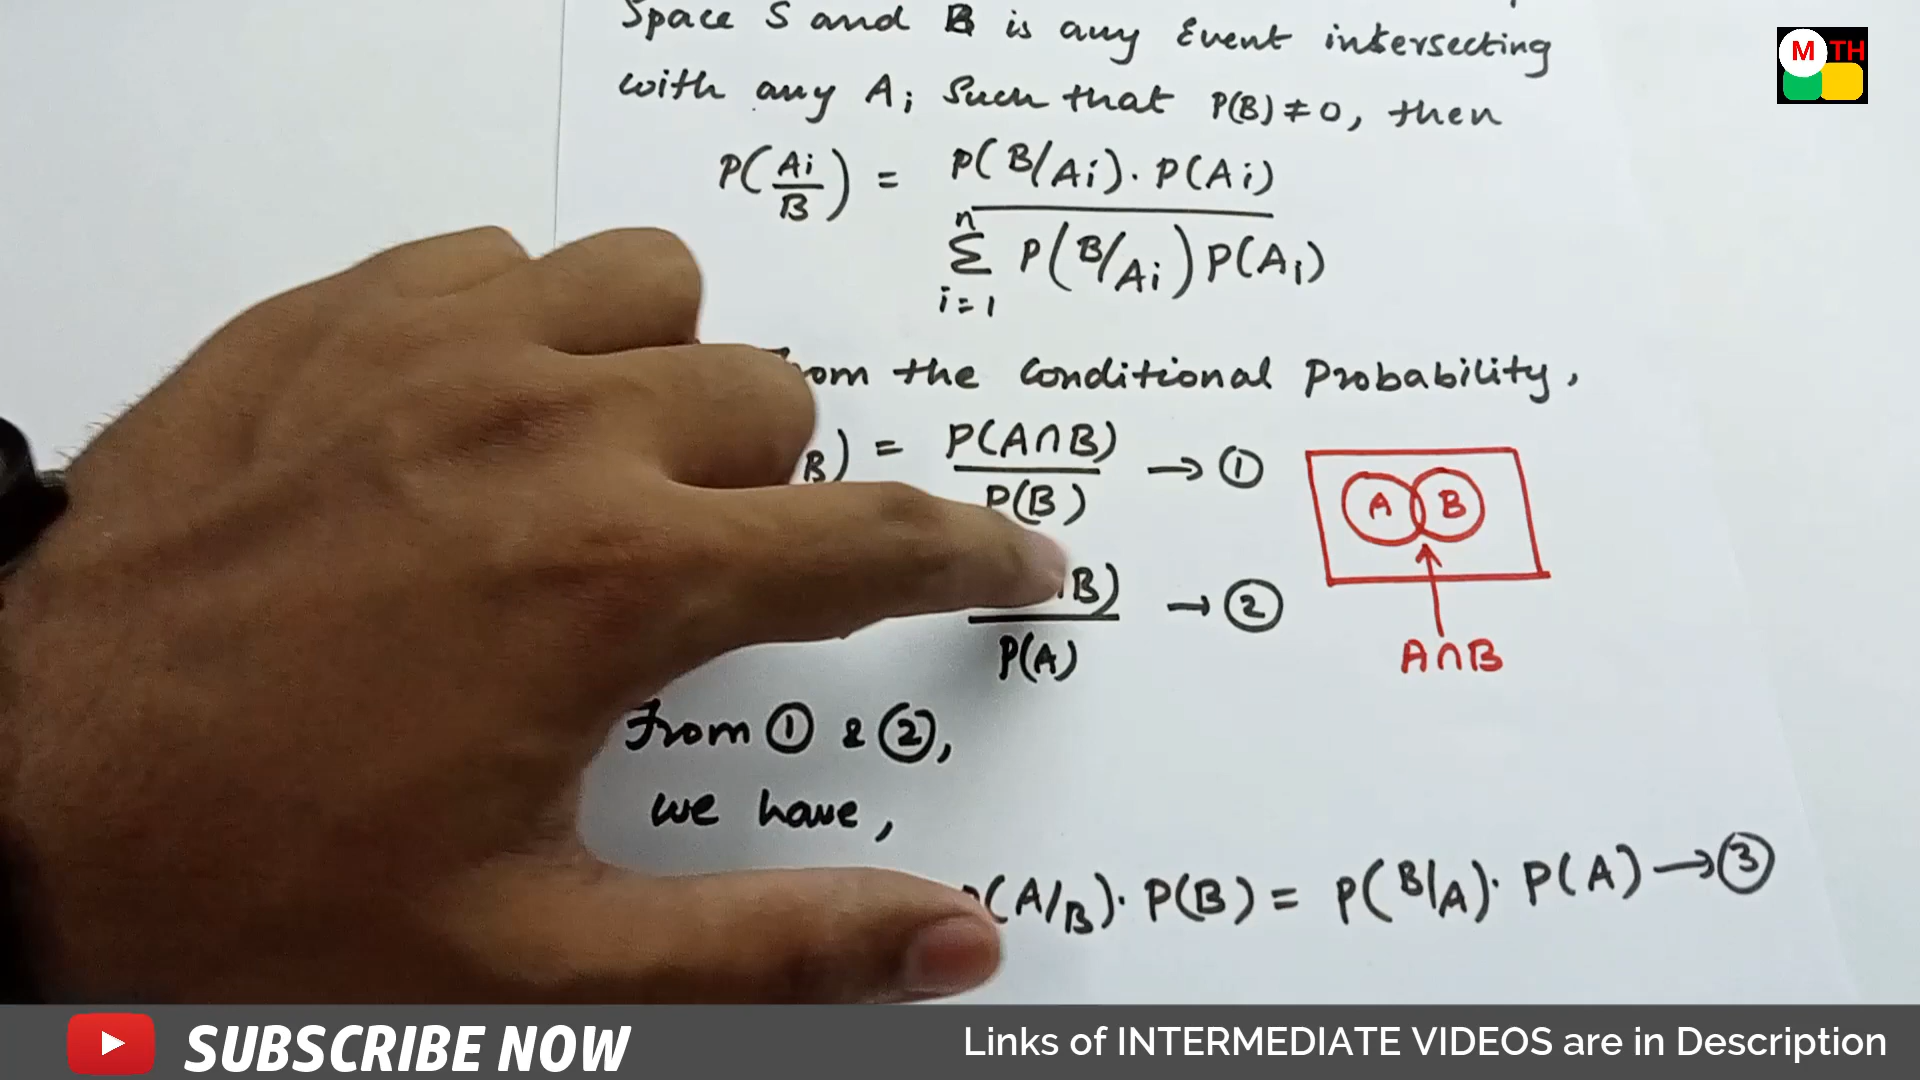 Space S and B is any Event intersecting
with any Ai Such that P(B) ≠ 0, then
P(Ai/B) = P(B/Ai). P(Ai)
n
Σ P(B/Ai) P(Ai)
i=1
the Conditional Probability,
B) = P(A∩B) → ①
P(B)
B) → ②
P(A)
A B
A∩B
From ① & ②,
we have,
(A/B). P(B) = P(B/A). P(A) → ③
M TH
SUBSCRIBE NOW
Links of INTERMEDIATE VIDEOS are in Description